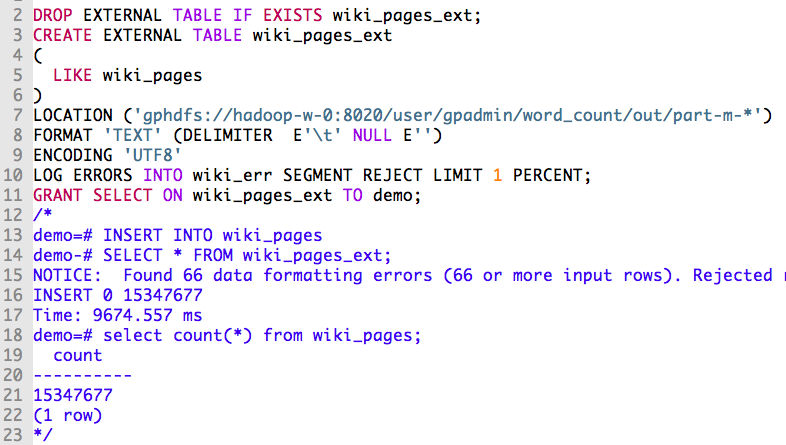 2 DROP EXTERNAL TABLE IF EXISTS wiki_pages_ext;
3 CREATE EXTERNAL TABLE wiki_pages_ext
4 (
5   LIKE wiki_pages
6 )
7 LOCATION ('gphdfs://hadoop-w-0:8020/user/gpadmin/word_count/out/part-m-*')
8 FORMAT 'TEXT' (DELIMITER  E'\t' NULL E'')
9 ENCODING 'UTF8'
10 LOG ERRORS INTO wiki_err SEGMENT REJECT LIMIT 1 PERCENT;
11 GRANT SELECT ON wiki_pages_ext TO demo;
12 /*
13 demo=# INSERT INTO wiki_pages
14 demo-# SELECT * FROM wiki_pages_ext;
15 NOTICE:  Found 66 data formatting errors (66 or more input rows). Rejected
16 INSERT 0 15347677
17 Time: 9674.557 ms
18 demo=# select count(*) from wiki_pages;
19   count
20 ----------
21 15347677
22 (1 row)
23 */